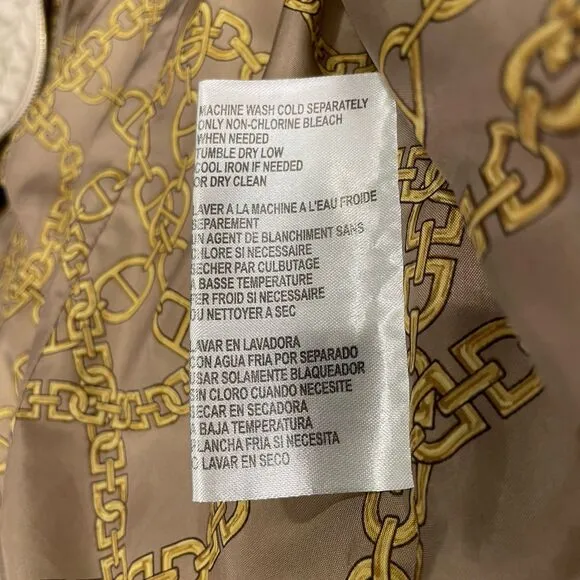 MACHINE WASH COLD SEPARATELY
ONLY NON-CHLORINE BLEACH
WHEN NEEDED
TUMBLE DRY LOW
COOL IRON IF NEEDED
OR DRY CLEAN
LAVER A LA MACHINE A L'EAU FROIDE
SEPAREMENT
UN AGENT DE BLANCHIMENT SANS
CHLORE SI NECESSAIRE
SECHER PAR CULBUTAGE
A BASSE TEMPERATURE
FER FROID SI NECESSAIRE
OU NETTOYER A SEC
LAVAR EN LAVADORA
CON AGUA FRIA POR SEPARADO
USAR SOLAMENTE BLAQUEADOR
SIN CLORO CUANDO NECESITE
SECAR EN SECADORA
A BAJA TEMPERATURA
PLANCHA FRIA SI NECESITA
O LAVAR EN SECO